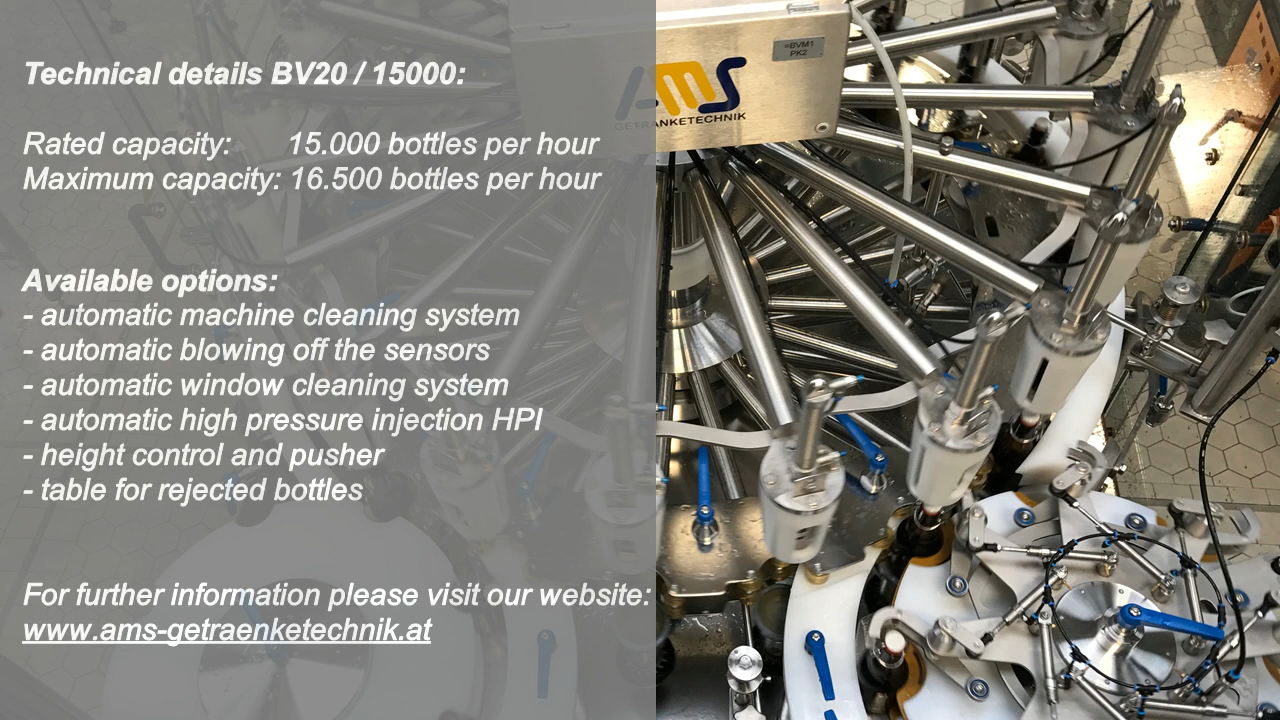 Technical details BV20 / 15000:
Rated capacity: 15.000 bottles per hour
Maximum capacity: 16.500 bottles per hour
Available options:
- automatic machine cleaning system
- automatic blowing off the sensors
- automatic window cleaning system
- automatic high pressure injection HPI
- height control and pusher
- table for rejected bottles
For further information please visit our website:
www.ams-getraenketechnik.at
=BVM1
PK2
AMS
GETRÄNKETECHNIK